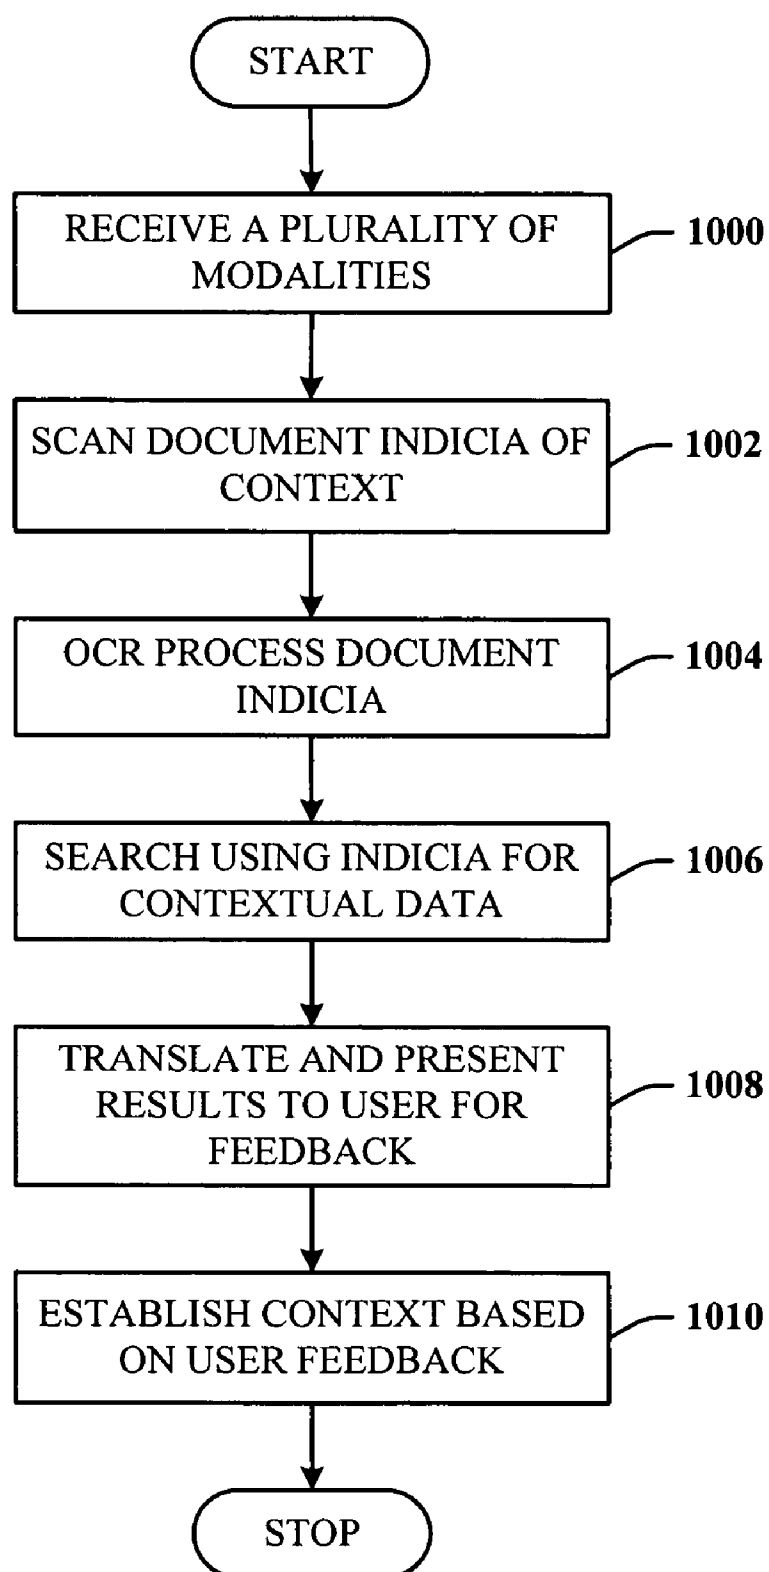 START
RECEIVE A PLURALITY OF
MODALITIES
1000
SCAN DOCUMENT INDICIA OF
CONTEXT
1002
OCR PROCESS DOCUMENT
INDICIA
1004
SEARCH USING INDICIA FOR
CONTEXTUAL DATA
1006
TRANSLATE AND PRESENT
RESULTS TO USER FOR
FEEDBACK
1008
ESTABLISH CONTEXT BASED
ON USER FEEDBACK
1010
STOP